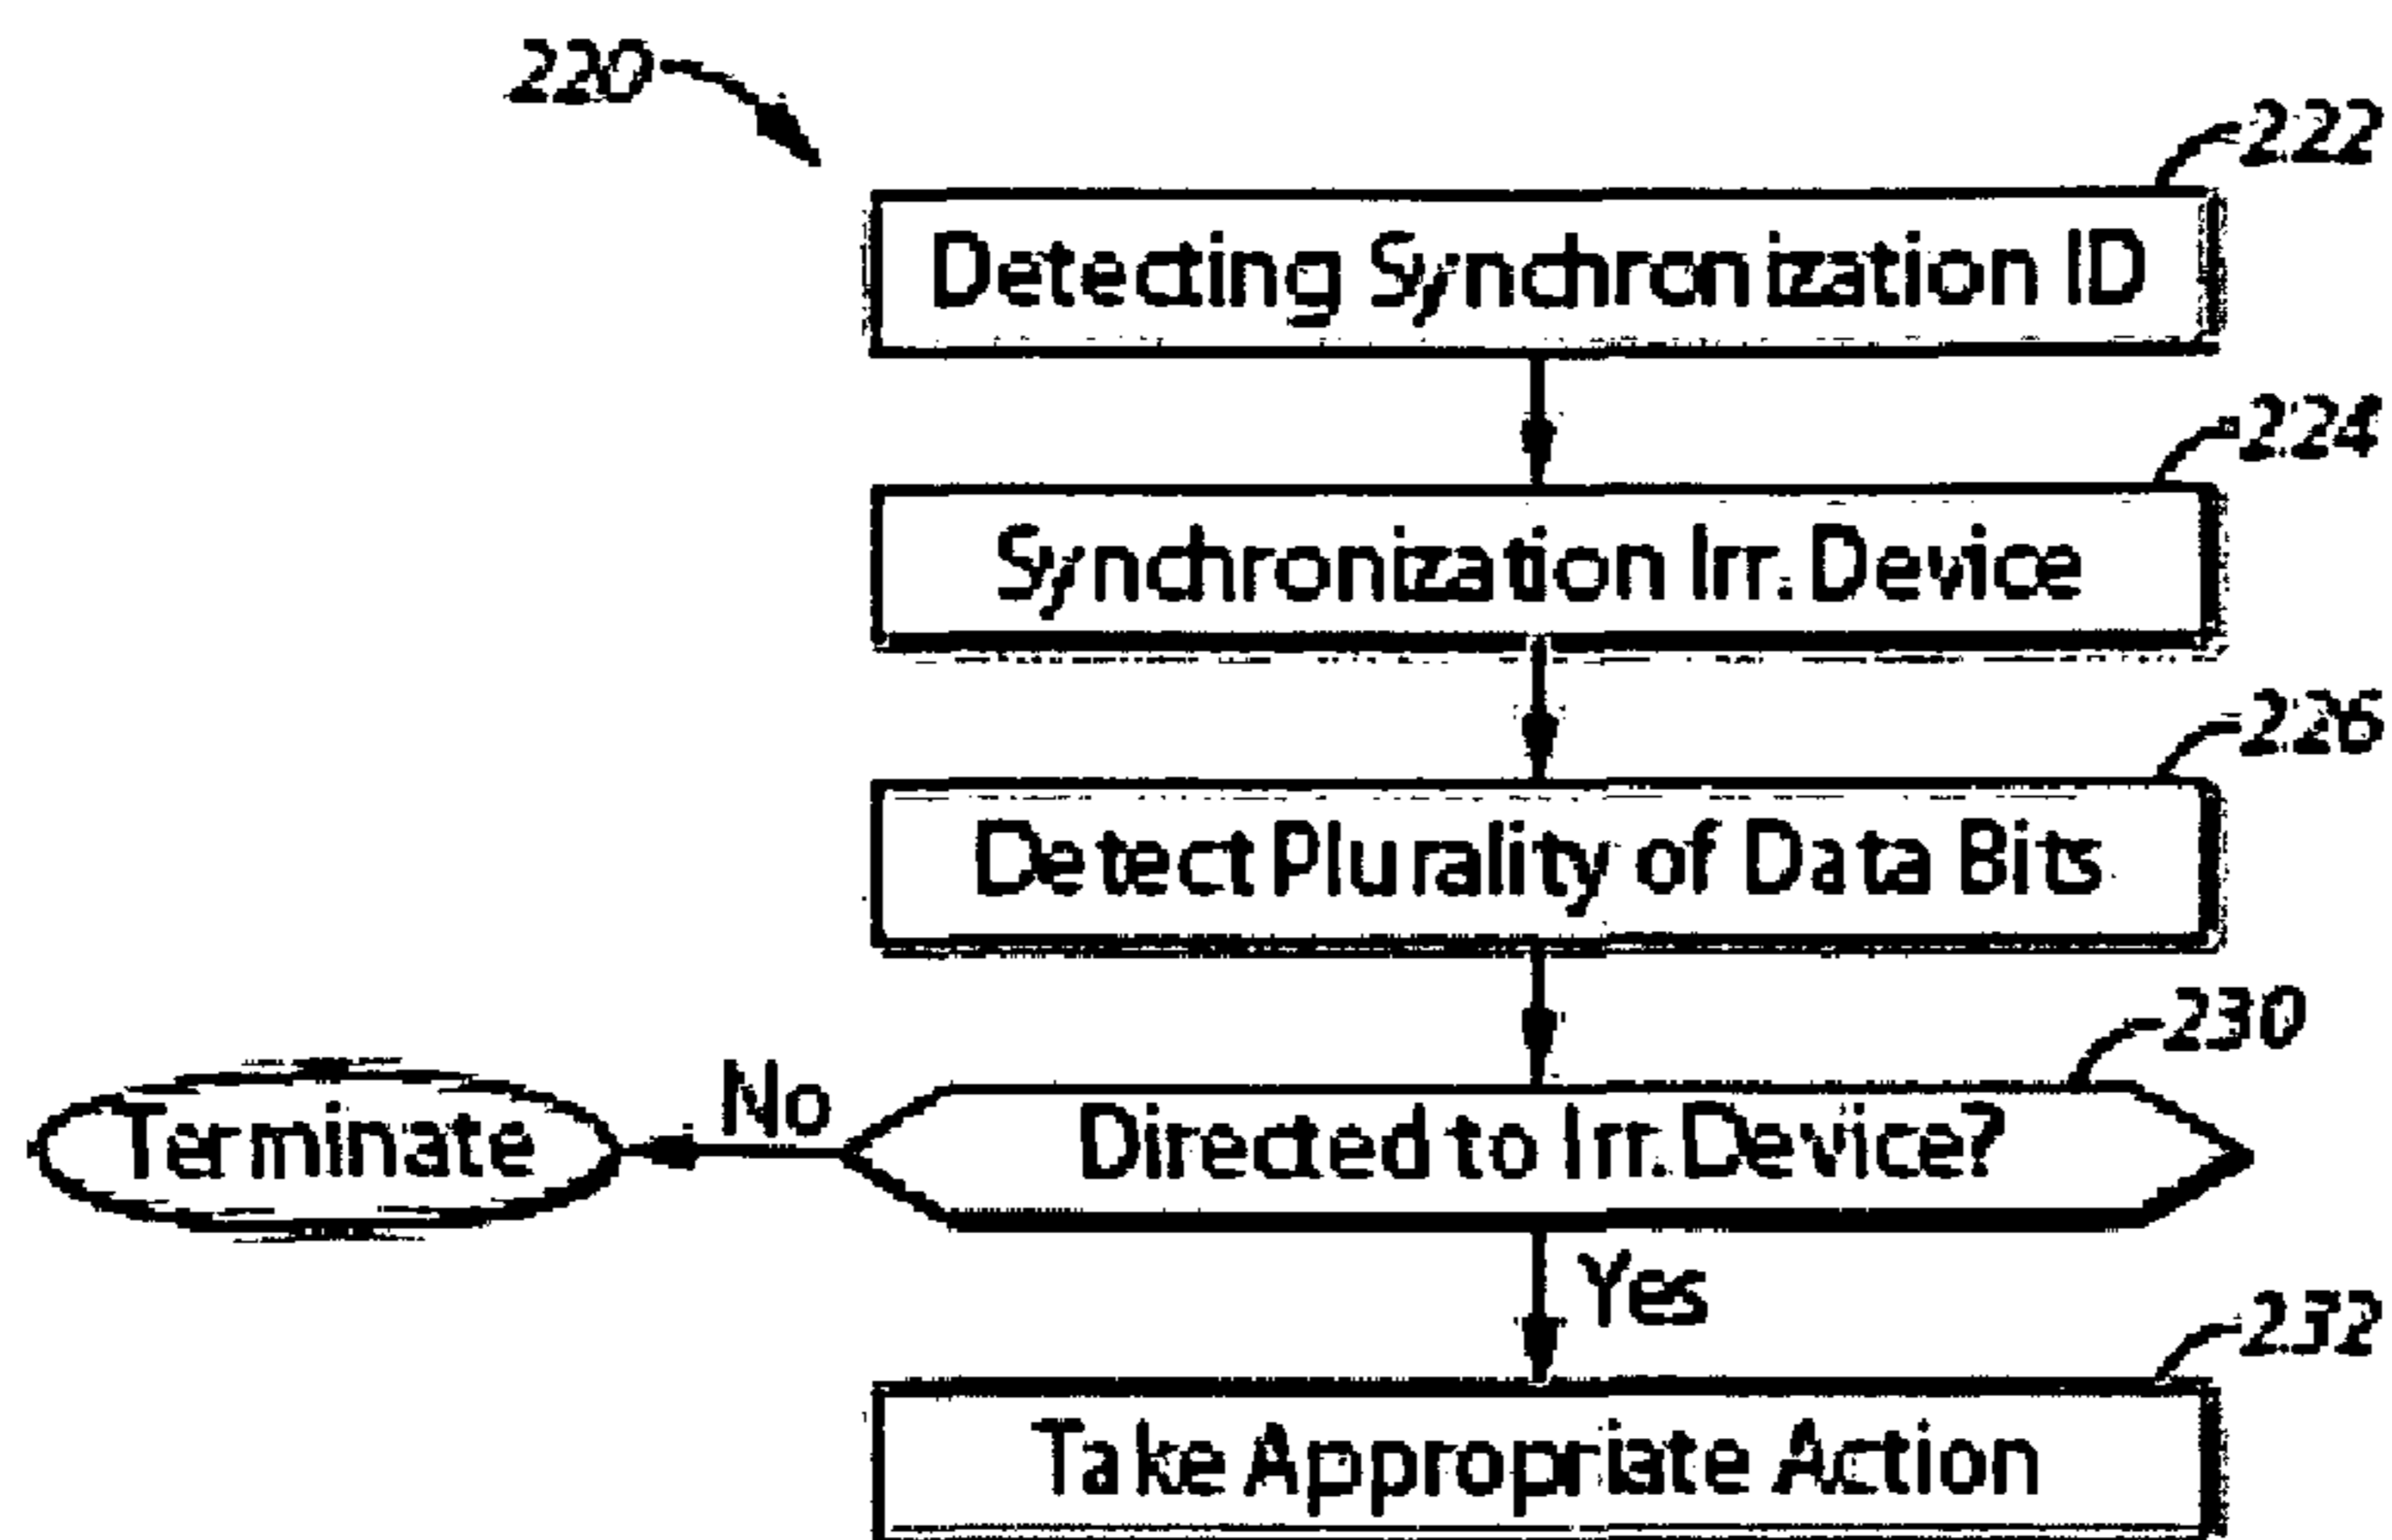 220
222
Detecting Synchronization ID
224
Synchronization Irr. Device
226
Detect Plurality of Data Bits
230
Directed to Irr. Device?
No
Terminate
Yes
232
Take Appropriate Action